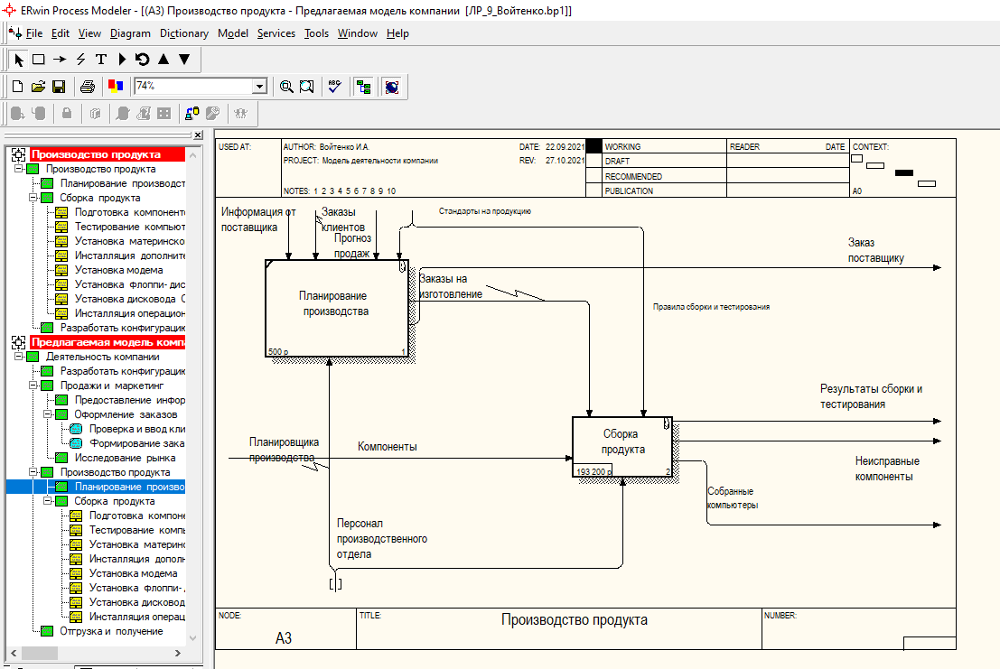 ERwin Process Modeler - [(A3) Производство продукта - Предлагаемая модель компании [ЛР_9_Войтенко.bp1]]
File Edit View Diagram Dictionary Model Services Tools Window Help
74%
ABC
Производство продукта
Производство продукта
Планирование производст
Сборка продукта
Подготовка компоненто
Тестирование компьют
Установка материнско
Инсталляция дополните
Установка модема
Установка флоппи-дис
Установка дисковода C
Инсталляция операцион
Разработать конфигурацию
Предлагаемая модель компа
Деятельность компании
Разработать конфигурацию
Продажи и маркетинг
Предоставление инфор
Оформление заказов
Проверка и ввод кли
Формирование зака
Исследование рынка
Производство продукта
Планирование произво
Сборка продукта
Подготовка компоне
Тестирование компь
Установка материнс
Инсталляция дополн
Установка модема
Установка флоппи-
Установка дисковод
Инсталляция операц
Отгрузка и получение
USED AT:
AUTHOR: Войтенко И.А.
DATE: 22.09.2021
PROJECT: Модель деятельности компании
REV: 27.10.2021
NOTES: 1 2 3 4 5 6 7 8 9 10
WORKING
DRAFT
RECOMMENDED
PUBLICATION
READER
DATE
CONTEXT:
A0
Информация от
поставщика
Заказы
клиентов
Прогноз
продаж
Стандарты на продукцию
Заказ
поставщику
Планирование
производства
500 р
1
Заказы на
изготовление
Правила сборки и тестирования
Результаты сборки и
тестирования
Планировщика
производства
Компоненты
Сборка
продукта
193 200 р
2
Неисправные
компоненты
Собранные
компьютеры
Персонал
производственного
отдела
NODE:
A3
TITLE:
Производство продукта
NUMBER: